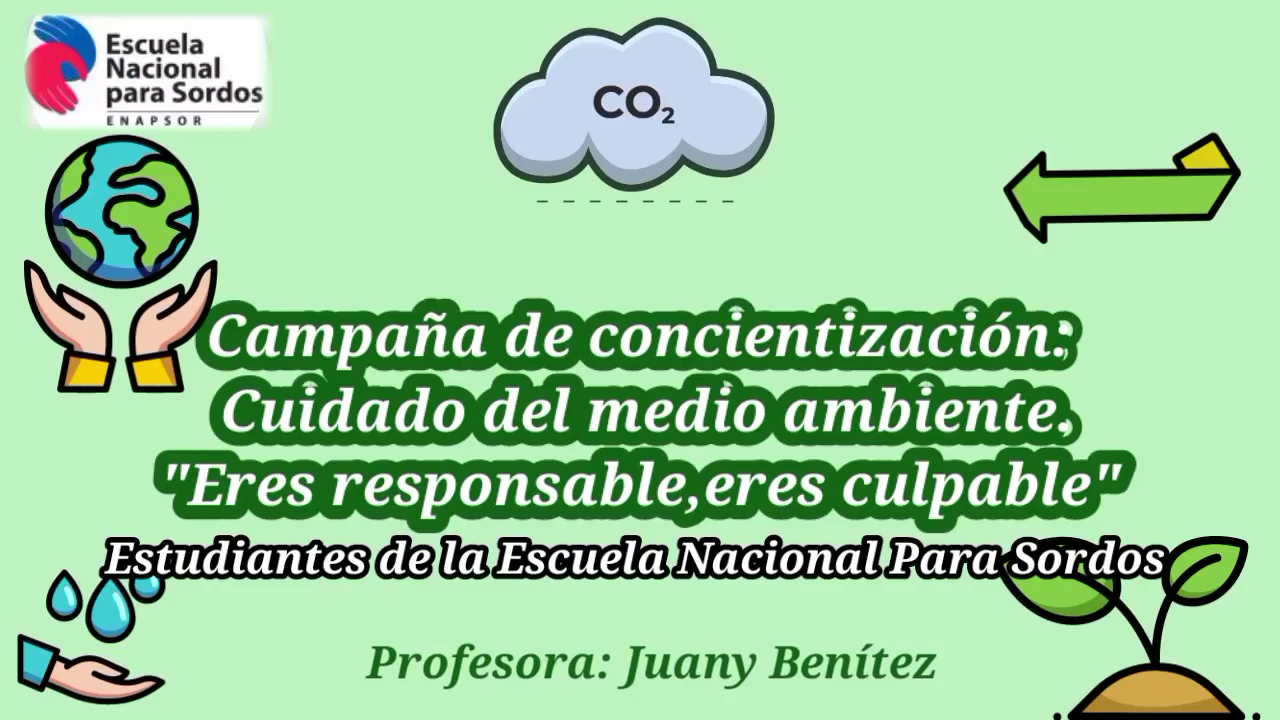 Escuela
Nacional
para Sordos
ENAPSOR
CO₂
Campaña de concientización:
Cuidado del medio ambiente.
"Eres responsable,eres culpable"
Estudiantes de la Escuela Nacional Para Sordos
Profesora: Juany Benítez